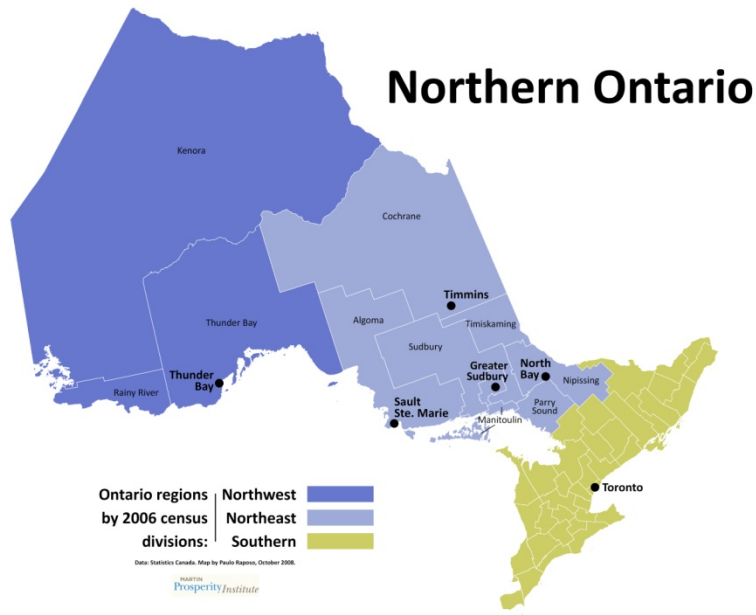 Northern Ontario
Kenora
Cochrane
Timmins
Thunder Bay
Algoma
Timiskaming
Sudbury
Thunder
Bay
Rainy River
Greater
Sudbury
North
Bay
Nipissing
Sault
Ste. Marie
Parry
Sound
Manitoulin
Toronto
Ontario regions
by 2006 census
divisions:
Northwest
Northeast
Southern
Data: Statistics Canada. Map by Paulo Raposo, October 2008.
MARTIN
Prosperity Institute